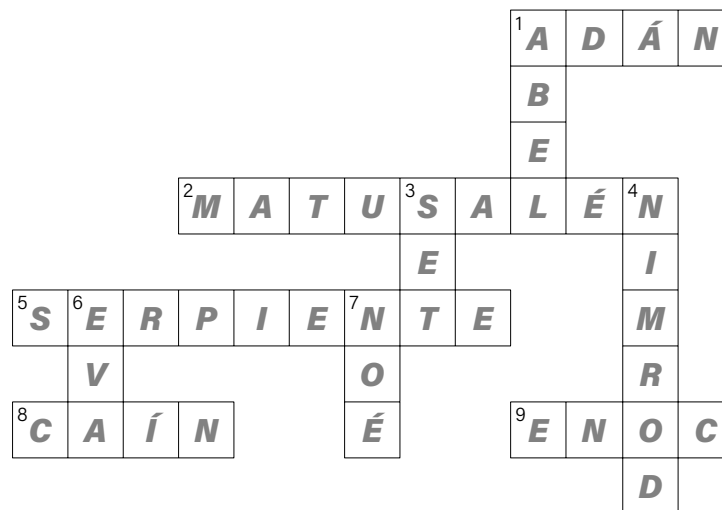 1 A D Á N
B
E
2 M A T U 3 S A L É 4 N
E I
5 S 6 E R P I E 7 N T E M
V O R
8 C A Í N É 9 E N O C
D